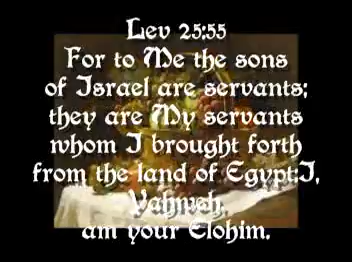 Lev 25:55
For to Me the sons
of Israel are servants;
they are My servants
whom I brought forth
from the land of Egypt;I,
Yahweh,
am your Elohim.